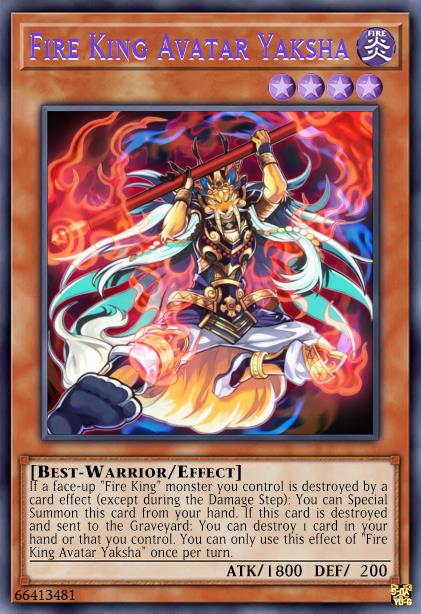 Fire King Avatar Yaksha
FIRE
炎
[Best-Warrior/Effect]
If a face-up "Fire King" monster you control is destroyed by a
card effect (except during the Damage Step): You can Special
Summon this card from your hand. If this card is destroyed
and sent to the Graveyard: You can destroy 1 card in your
hand or that you control. You can only use this effect of "Fire
King Avatar Yaksha" once per turn.
ATK/1800 DEF/ 200
66413481